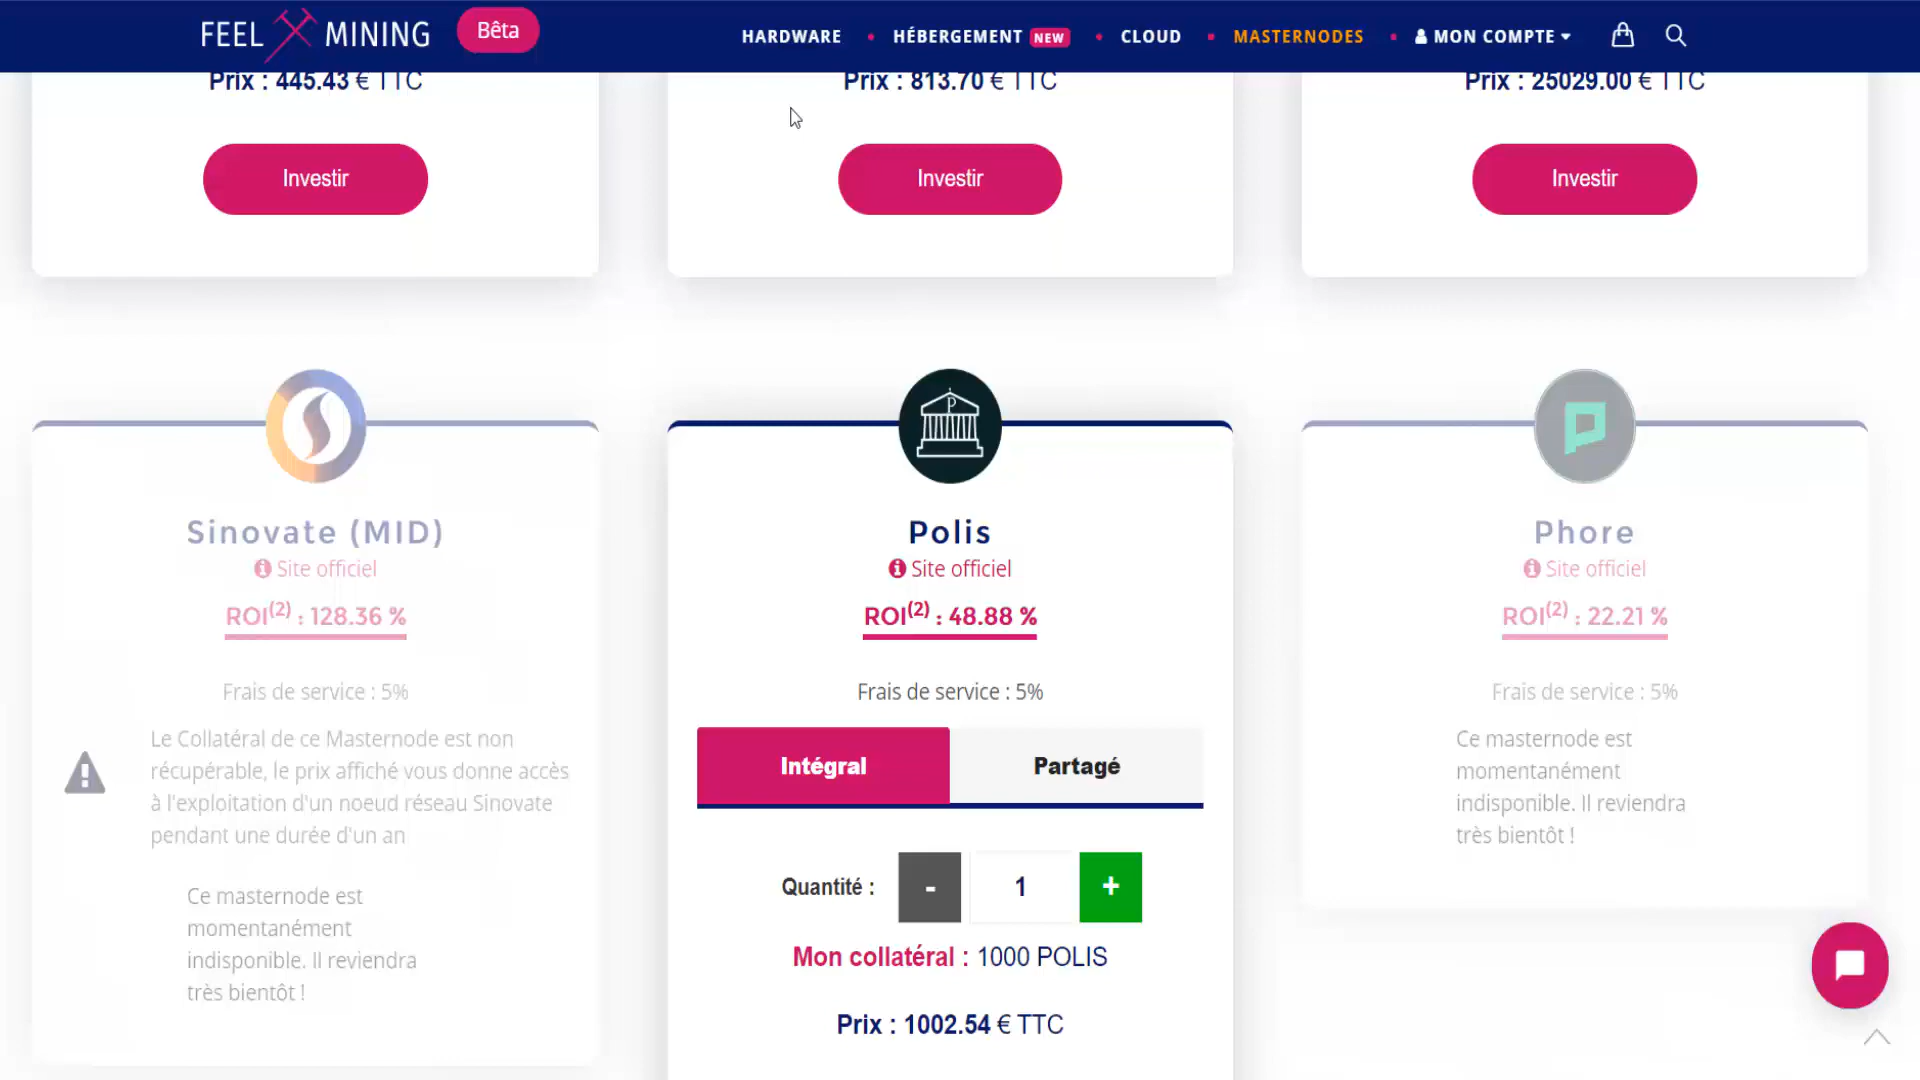 FEEL MINING Bêta HARDWARE • HÉBERGEMENT NEW • CLOUD • MASTERNODES • MON COMPTE
Prix : 445.43 € TTC
Prix : 813.70 € TTC
Prix : 25029.00 € TTC
Investir
Investir
Investir
Sinovate (MID)
Site officiel
ROI(2) : 128.36 %
Frais de service : 5%
Le Collatéral de ce Masternode est non
récupérable, le prix affiché vous donne accès
à l'exploitation d'un noeud réseau Sinovate
pendant une durée d'un an
Ce masternode est
momentanément
indisponible. Il reviendra
très bientôt !
P
Polis
Site officiel
ROI(2) : 48.88 %
Frais de service : 5%
Intégral Partagé
Quantité : - 1 +
Mon collatéral : 1000 POLIS
Prix : 1002.54 € TTC
Phore
Site officiel
ROI(2) : 22.21 %
Frais de service : 5%
Ce masternode est
momentanément
indisponible. Il reviendra
très bientôt !